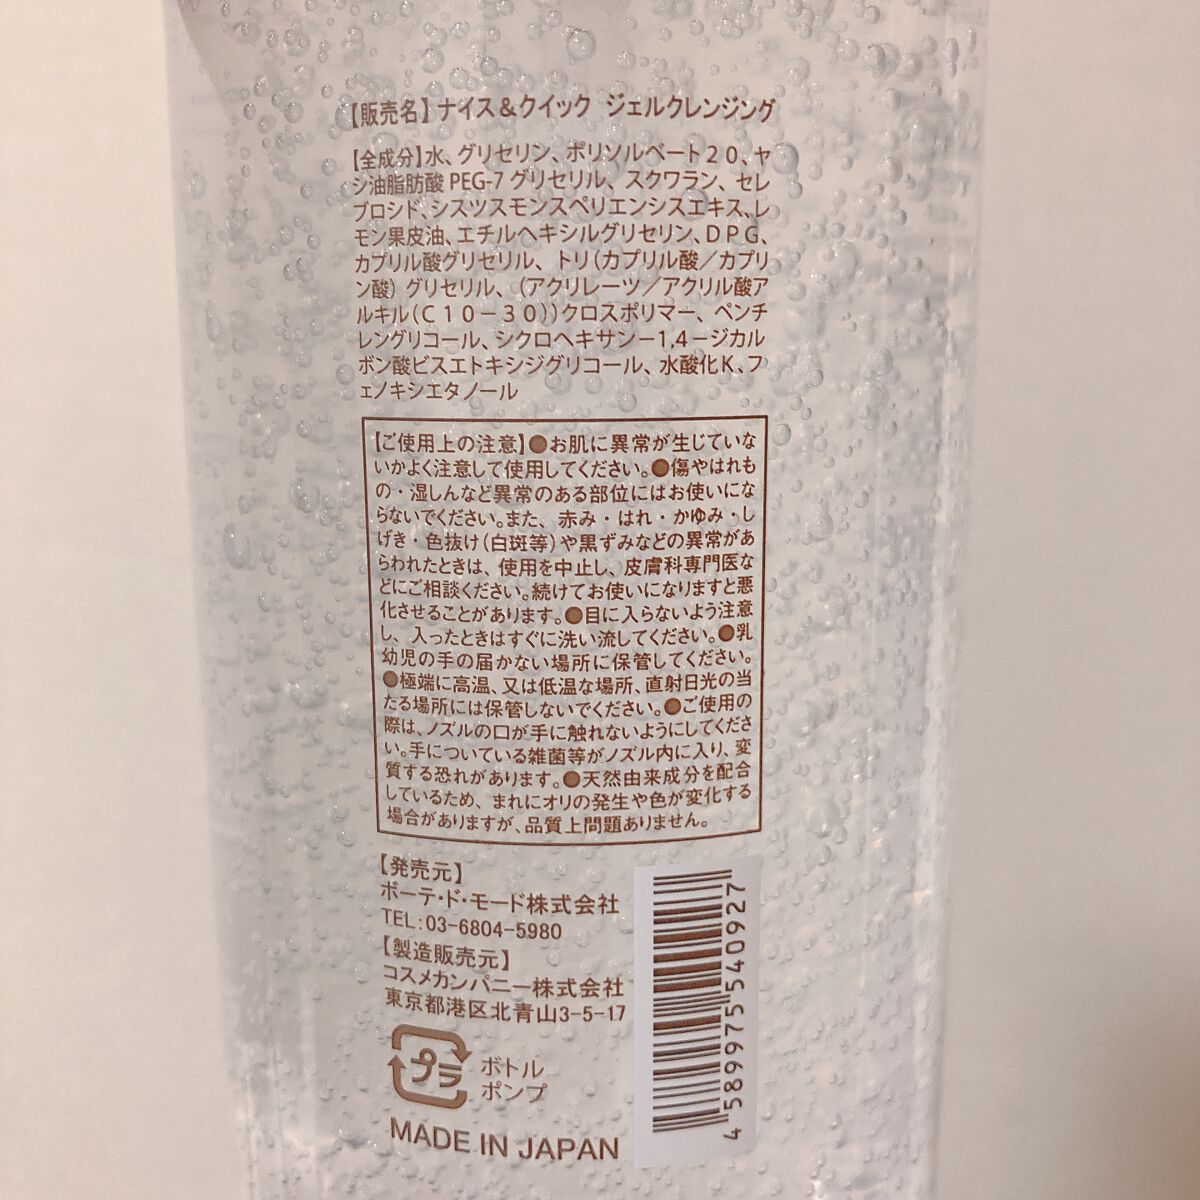 【販売名】ナイス＆クイック ジェルクレンジング
【全成分】水、グリセリン、ポリソルベート２０、ヤ
シ油脂肪酸 PEG-7 グリセリル、スクワラン、セレ
ブロシド、シスツスモンスペリエンシスエキス、レ
モン果皮油、エチルヘキシルグリセリン、ＤＰＧ、
カプリル酸グリセリル、トリ（カプリル酸／カプリ
ン酸）グリセリル、（アクリレーツ／アクリル酸ア
ルキル（Ｃ１０－３０））クロスポリマー、ペンチ
レングリコール、シクロヘキサン－1,4－ジカル
ボン酸ビスエトキシジグリコール、水酸化Ｋ、フ
ェノキシエタノール
【ご使用上の注意】●お肌に異常が生じていな
いかよく注意して使用してください。●傷やはれも
の・湿しんなど異常のある部位にはお使いにな
らないでください。また、赤み・はれ・かゆみ・し
げき・色抜け（白斑等）や黒ずみなどの異常があ
らわれたときは、使用を中止し、皮膚科専門医な
どにご相談ください。続けてお使いになりますと悪
化させることがあります。●目に入らないよう注意
し、入ったときはすぐに洗い流してください。●乳
幼児の手の届かない場所に保管してください。
●極端に高温、又は低温な場所、直射日光の当
たる場所には保管しないでください。●ご使用の
際は、ノズルの口が手に触れないようにしてくださ
い。手についている雑菌等がノズル内に入り、変
質する恐れがあります。●天然由来成分を配合
しているため、まれにオリの発生や色が変化する
場合がありますが、品質上問題ありません。
【発売元】
ボーテ・ド・モード株式会社
TEL：03-6804-5980
【製造販売元】
コスメカンパニー株式会社
東京都港区北青山3-5-17
プラ
ボトル
ポンプ
MADE IN JAPAN
4 589975 540927